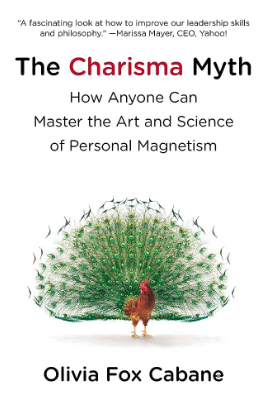 "A fascinating look at how to improve our leadership skills
and philosophy." —Marissa Mayer, CEO, Yahoo!
The Charisma Myth
How Anyone Can
Master the Art and Science
of Personal Magnetism
Olivia Fox Cabane